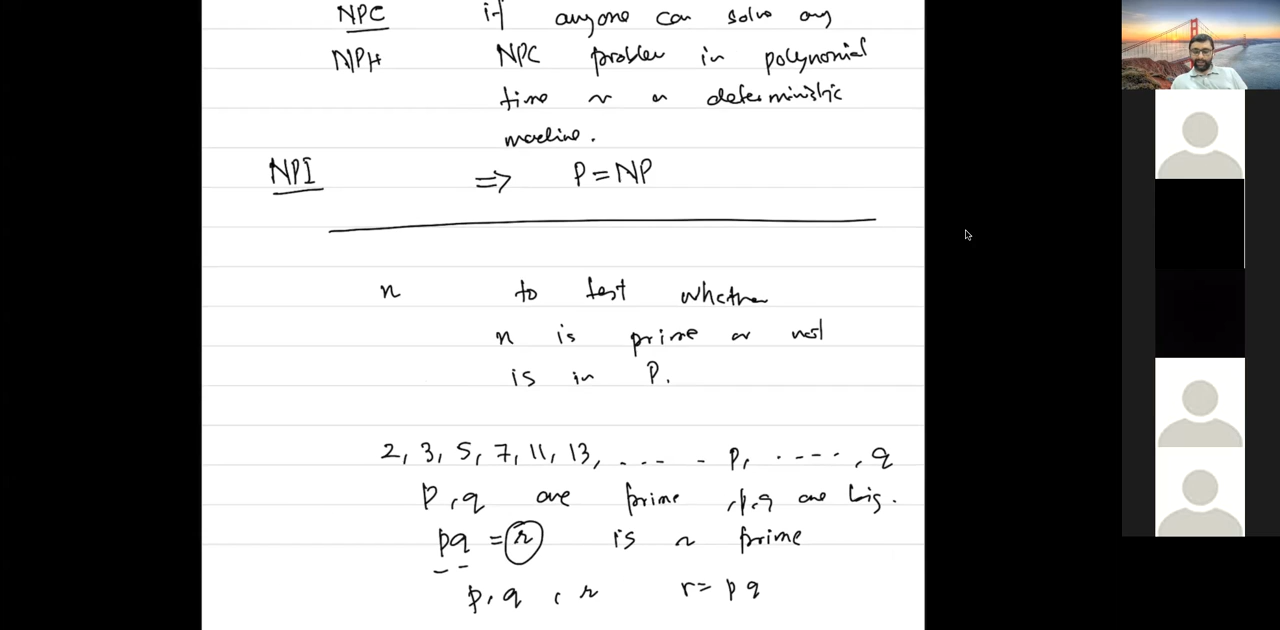 NPC if anyone can solve any
NPH NPC problem in polynomial
time in a deterministic
machine.
NPI => P = NP
n to test whether
n is prime or not
is in P.
2, 3, 5, 7, 11, 13, .... - p, ....., q
p, q are prime, p, q are big.
pq = r is a prime
p, q, r r = pq